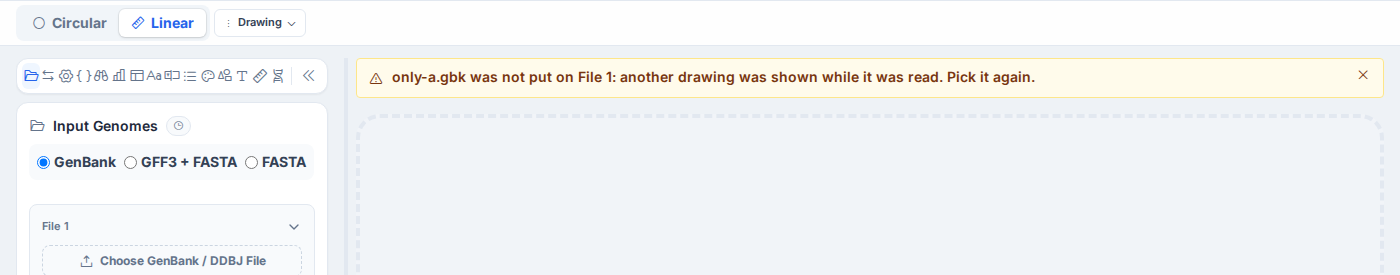 Circular
Linear
Drawing
{ }
Aa
T
only-a.gbk was not put on File 1: another drawing was shown while it was read. Pick it again.
Input Genomes
GenBank
GFF3 + FASTA
FASTA
File 1
Choose GenBank / DDBJ File